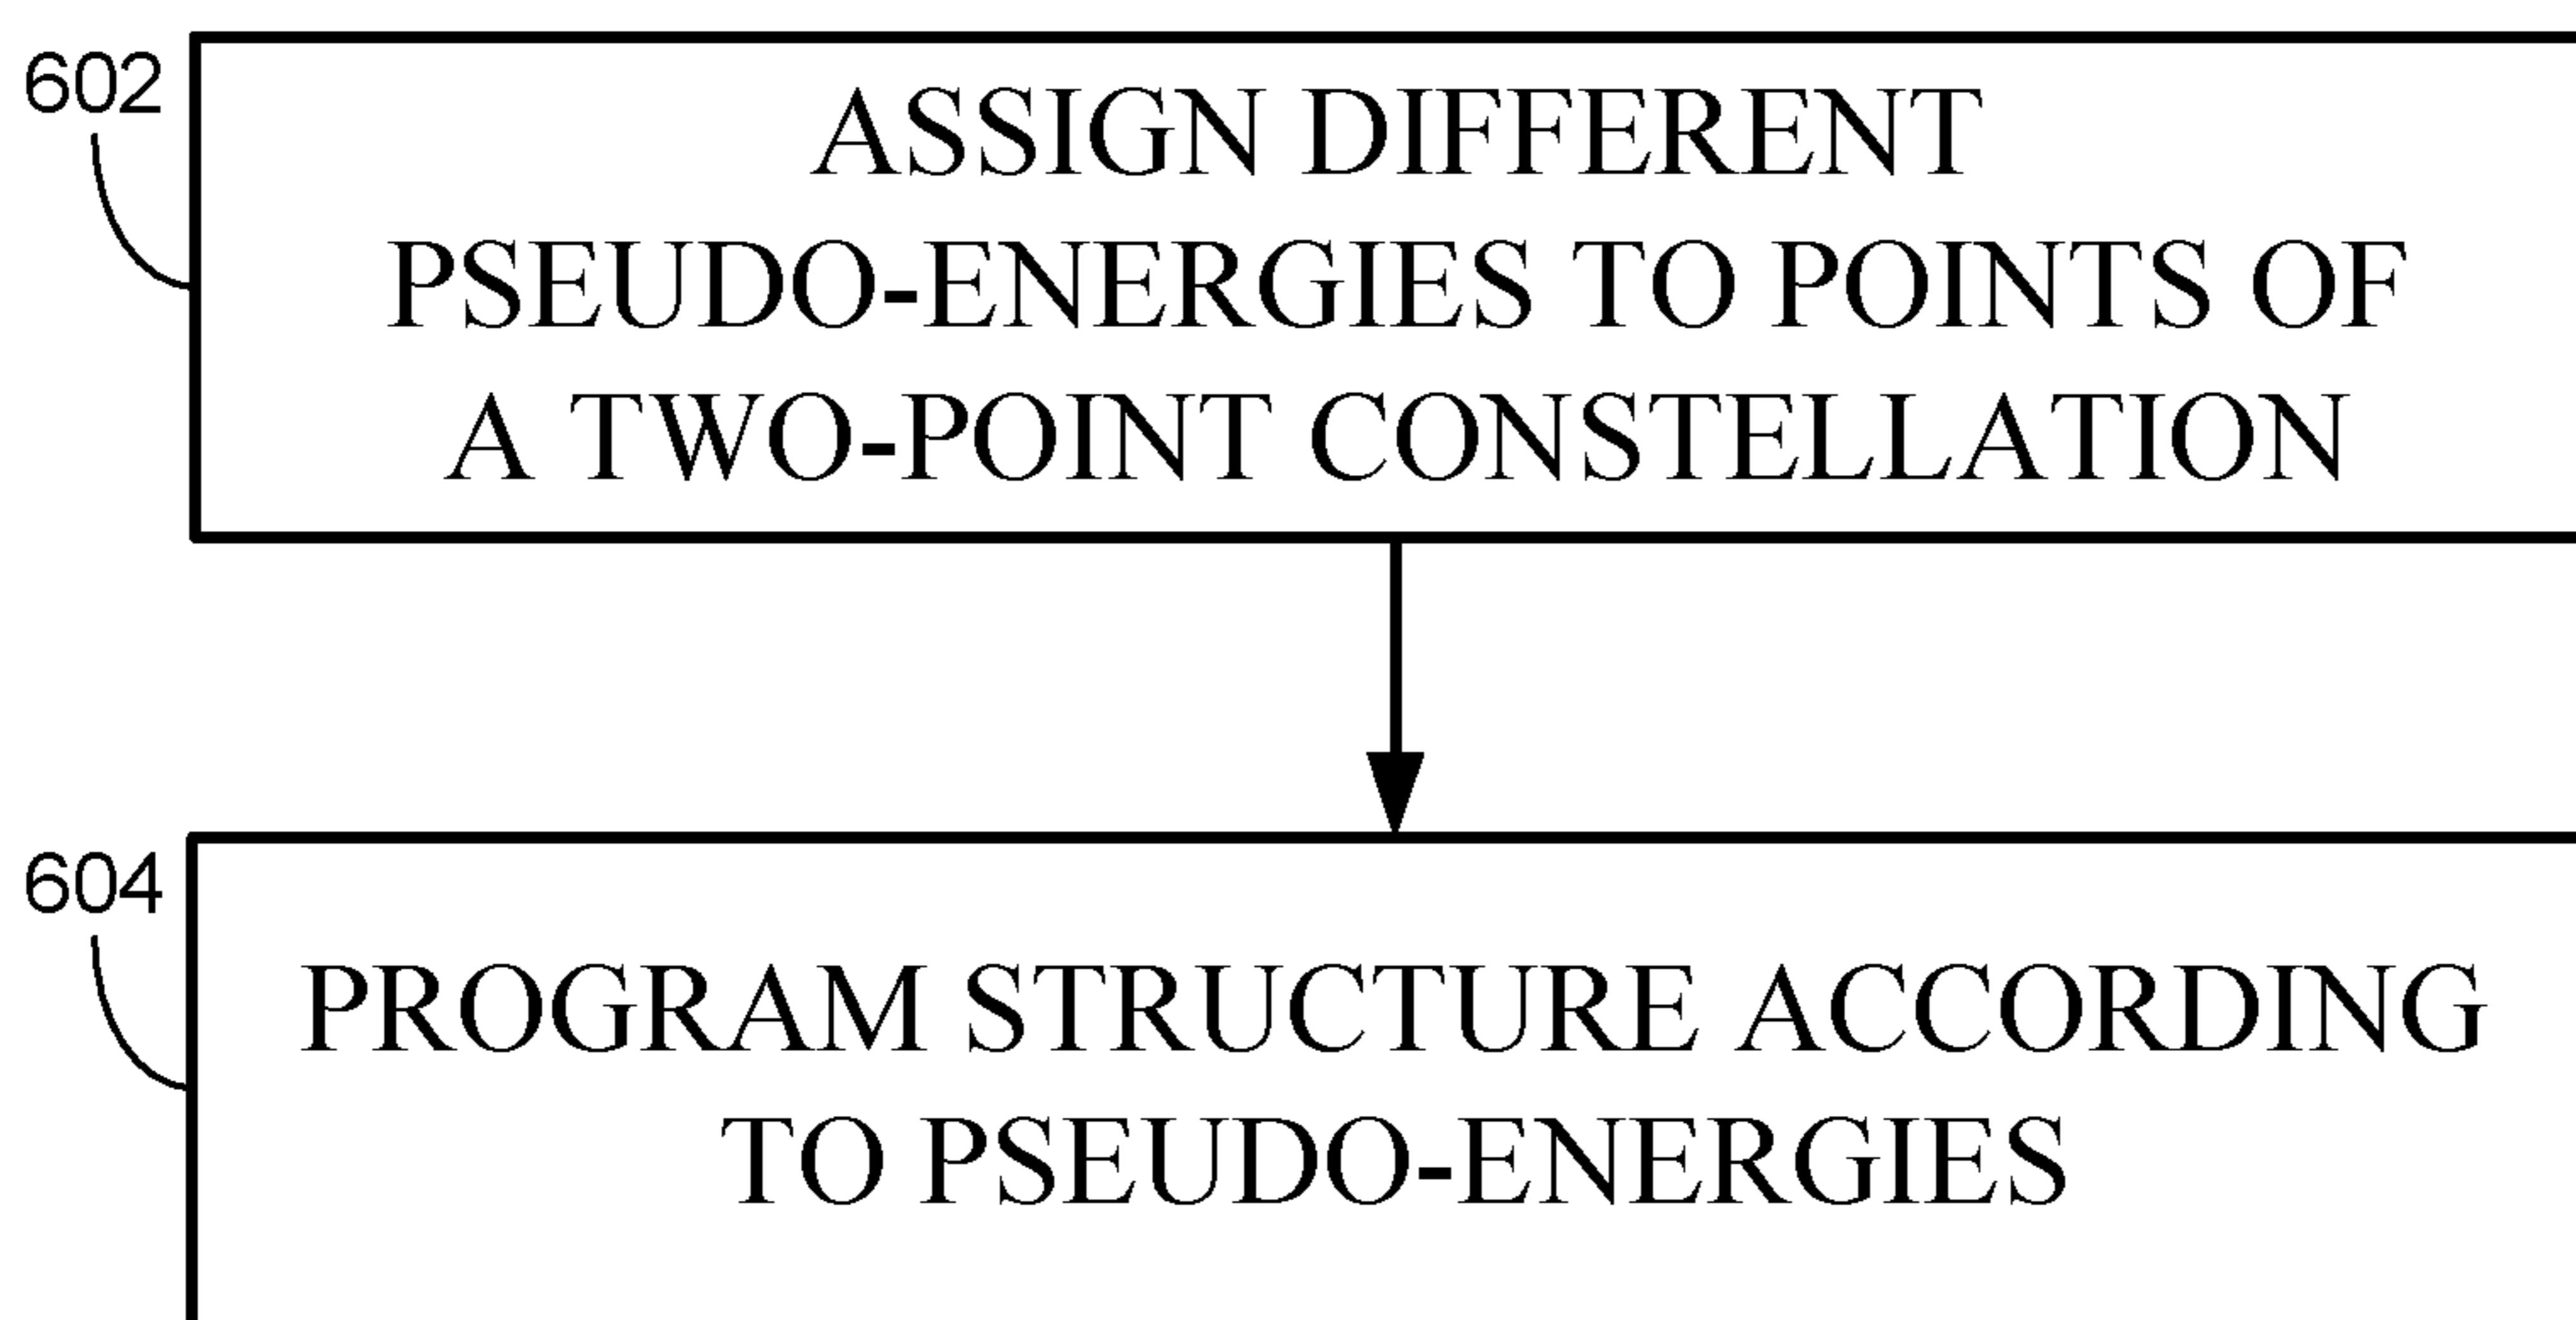 602
ASSIGN DIFFERENT
PSEUDO-ENERGIES TO POINTS OF
A TWO-POINT CONSTELLATION
604
PROGRAM STRUCTURE ACCORDING
TO PSEUDO-ENERGIES